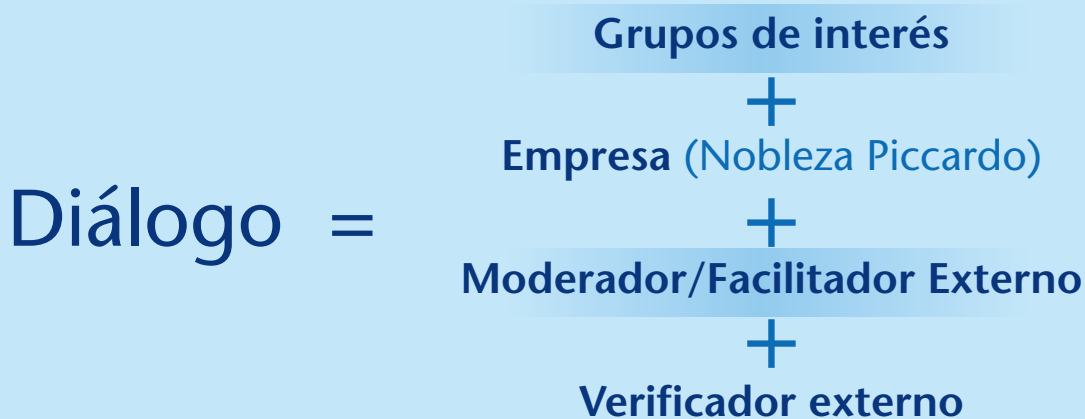 Grupos de interés
+
Empresa (Nobleza Piccardo)
+
Diálogo =
Moderador/Facilitador Externo
+
Verificador externo